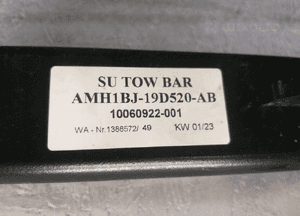 SU TOW BAR
AMH1BJ-19D520-AB
10060922-001
WA - Nr.1386572/ 49 KW 01/23